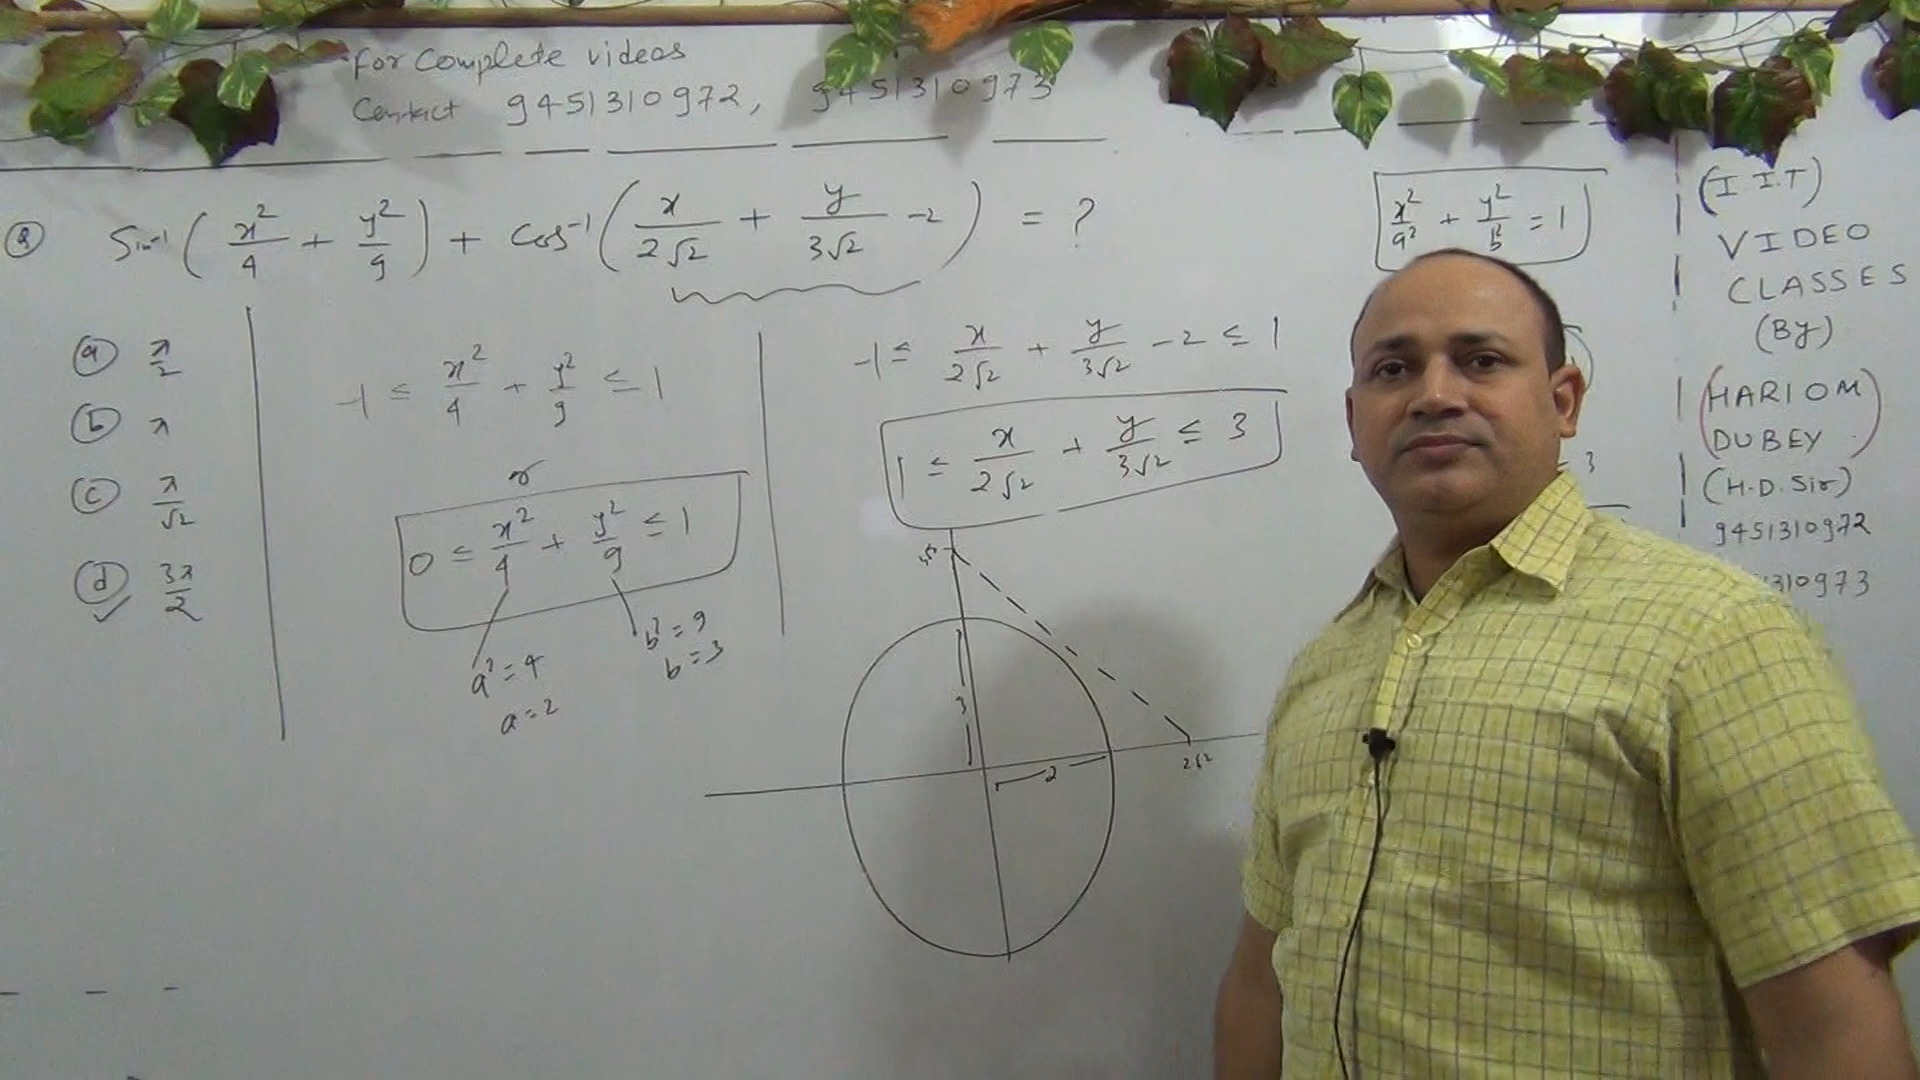 For Complete videos
Contact 9451310972, 9451310973
Q Sin⁻¹ ( x²/4 + y²/9 ) + Cos⁻¹ ( x/2√2 + y/3√2 - 2 ) = ?
x²/a² + y²/b² = 1
(a) π/2
(b) π
(c) π/√2
(d) 3π/2
-1 ≤ x²/4 + y²/9 ≤ 1
0 ≤ x²/4 + y²/9 ≤ 1
a² = 4
a = 2
b² = 9
b = 3
-1 ≤ x/2√2 + y/3√2 - 2 ≤ 1
1 ≤ x/2√2 + y/3√2 ≤ 3
3
2
2√2
3
(I.I.T)
VIDEO
CLASSES
(BY)
(HARIOM
DUBEY)
(H.D. Sir)
9451310972
310973